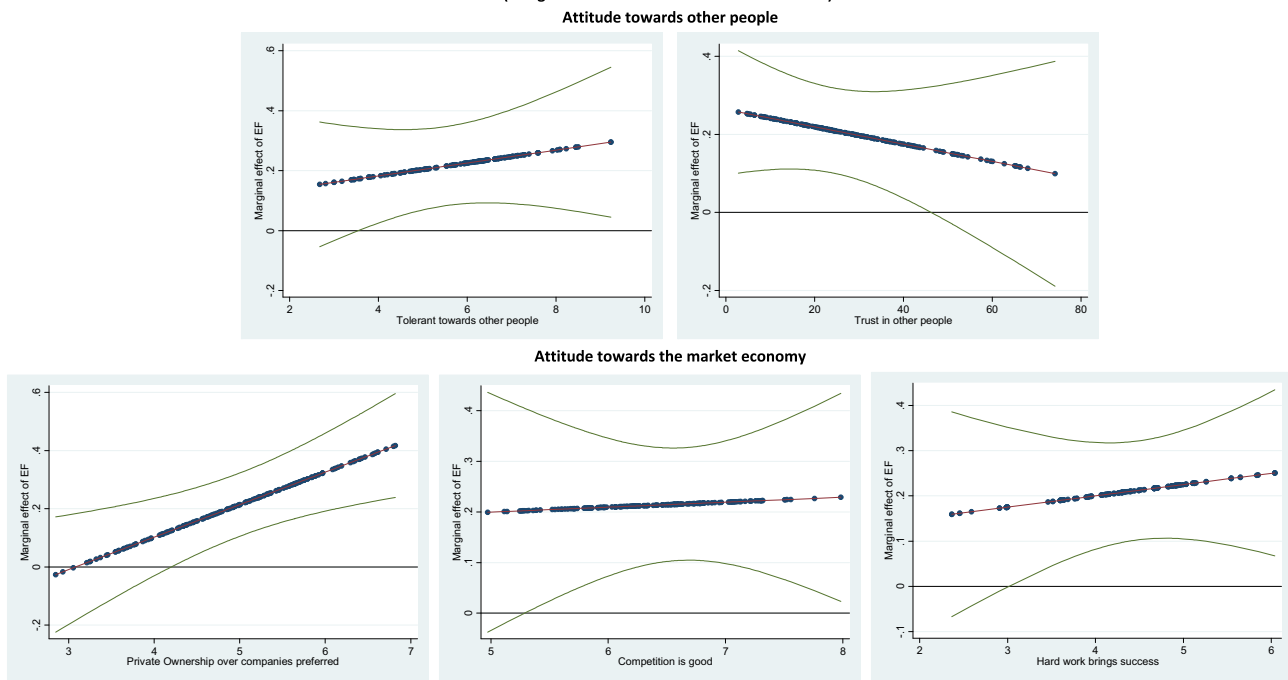 Attitude towards other people
Marginal effect of EF
.6
.4
.2
0
-.2
2 4 6 8 10
Tolerant towards other people
Marginal effect of EF
.4
.2
0
-.2
0 20 40 60 80
Trust in other people
Attitude towards the market economy
Marginal effect of EF
.6
.4
.2
0
-.2
3 4 5 6 7
Private Ownership over companies preferred
Marginal effect of EF
.4
.3
.2
.1
0
5 6 7 8
Competition is good
Marginal effect of EF
.4
.3
.2
.1
0
-.1
2 3 4 5 6
Hard work brings success